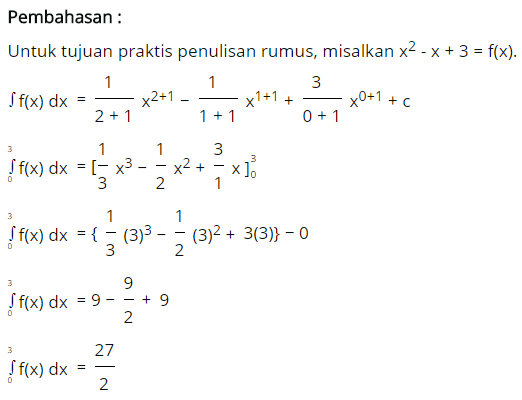 Pembahasan :
Untuk tujuan praktis penulisan rumus, misalkan x² - x + 3 = f(x).
∫ f(x) dx = 1/(2 + 1) x²⁺¹ − 1/(1 + 1) x¹⁺¹ + 3/(0 + 1) x⁰⁺¹ + c
∫₀³ f(x) dx = [1/3 x³ − 1/2 x² + 3/1 x]₀³
∫₀³ f(x) dx = { 1/3 (3)³ − 1/2 (3)² + 3(3)} − 0
∫₀³ f(x) dx = 9 − 9/2 + 9
∫₀³ f(x) dx = 27/2